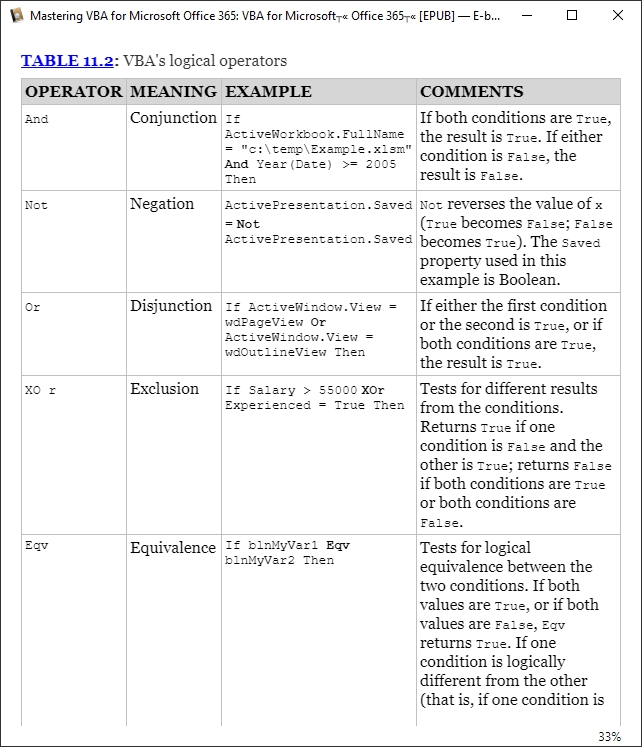 Mastering VBA for Microsoft Office 365: VBA for Microsoft┬« Office 365┬« [EPUB] — E-b...
TABLE 11.2: VBA's logical operators
OPERATOR MEANING EXAMPLE COMMENTS
And
Conjunction
If
ActiveWorkbook.FullName
= "c:\temp\Example.xlsm"
And Year(Date) >= 2005
Then
If both conditions are True,
the result is True. If either
condition is False, the
result is False.
Not
Negation
ActivePresentation.Saved
= Not
ActivePresentation.Saved
Not reverses the value of x
(True becomes False; False
becomes True). The Saved
property used in this
example is Boolean.
Or
Disjunction
If ActiveWindow.View =
wdPageView Or
ActiveWindow.View =
wdOutlineView Then
If either the first condition
or the second is True, or if
both conditions are True,
the result is True.
XO r
Exclusion
If Salary > 55000 XOr
Experienced = True Then
Tests for different results
from the conditions.
Returns True if one
condition is False and the
other is True; returns False
if both conditions are True
or both conditions are
False.
Eqv
Equivalence
If blnMyVar1 Eqv
blnMyVar2 Then
Tests for logical
equivalence between the
two conditions. If both
values are True, or if both
values are False, Eqv
returns True. If one
condition is logically
different from the other
(that is, if one condition is
33%